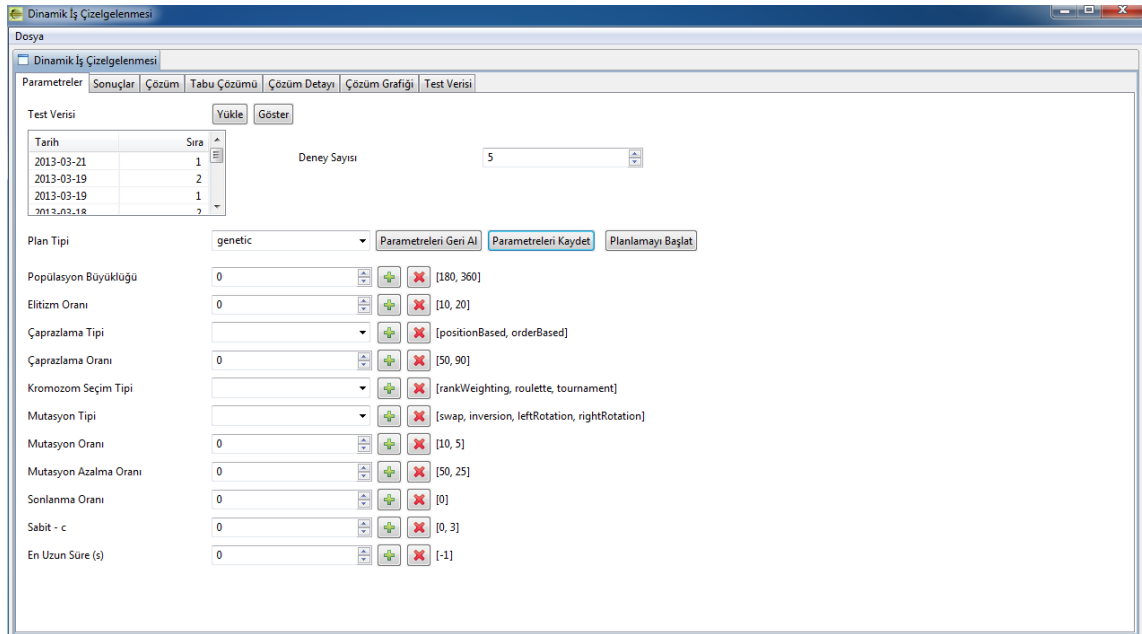 Dinamik İş Çizelgelenmesi
Dosya
Dinamik İş Çizelgelenmesi
Parametreler Sonuçlar Çözüm Tabu Çözümü Çözüm Detayı Çözüm Grafiği Test Verisi
Test Verisi Yükle Göster
Tarih Sıra
2013-03-21 1
2013-03-19 2
2013-03-19 1
2013-03-18 2
Deney Sayısı 5
Plan Tipi genetic Parametreleri Geri Al Parametreleri Kaydet Planlamayı Başlat
Popülasyon Büyüklüğü 0 [180, 360]
Elitizm Oranı 0 [10, 20]
Çaprazlama Tipi [positionBased, orderBased]
Çaprazlama Oranı 0 [50, 90]
Kromozom Seçim Tipi [rankWeighting, roulette, tournament]
Mutasyon Tipi [swap, inversion, leftRotation, rightRotation]
Mutasyon Oranı 0 [10, 5]
Mutasyon Azalma Oranı 0 [50, 25]
Sonlanma Oranı 0 [0]
Sabit - c 0 [0, 3]
En Uzun Süre (s) 0 [-1]